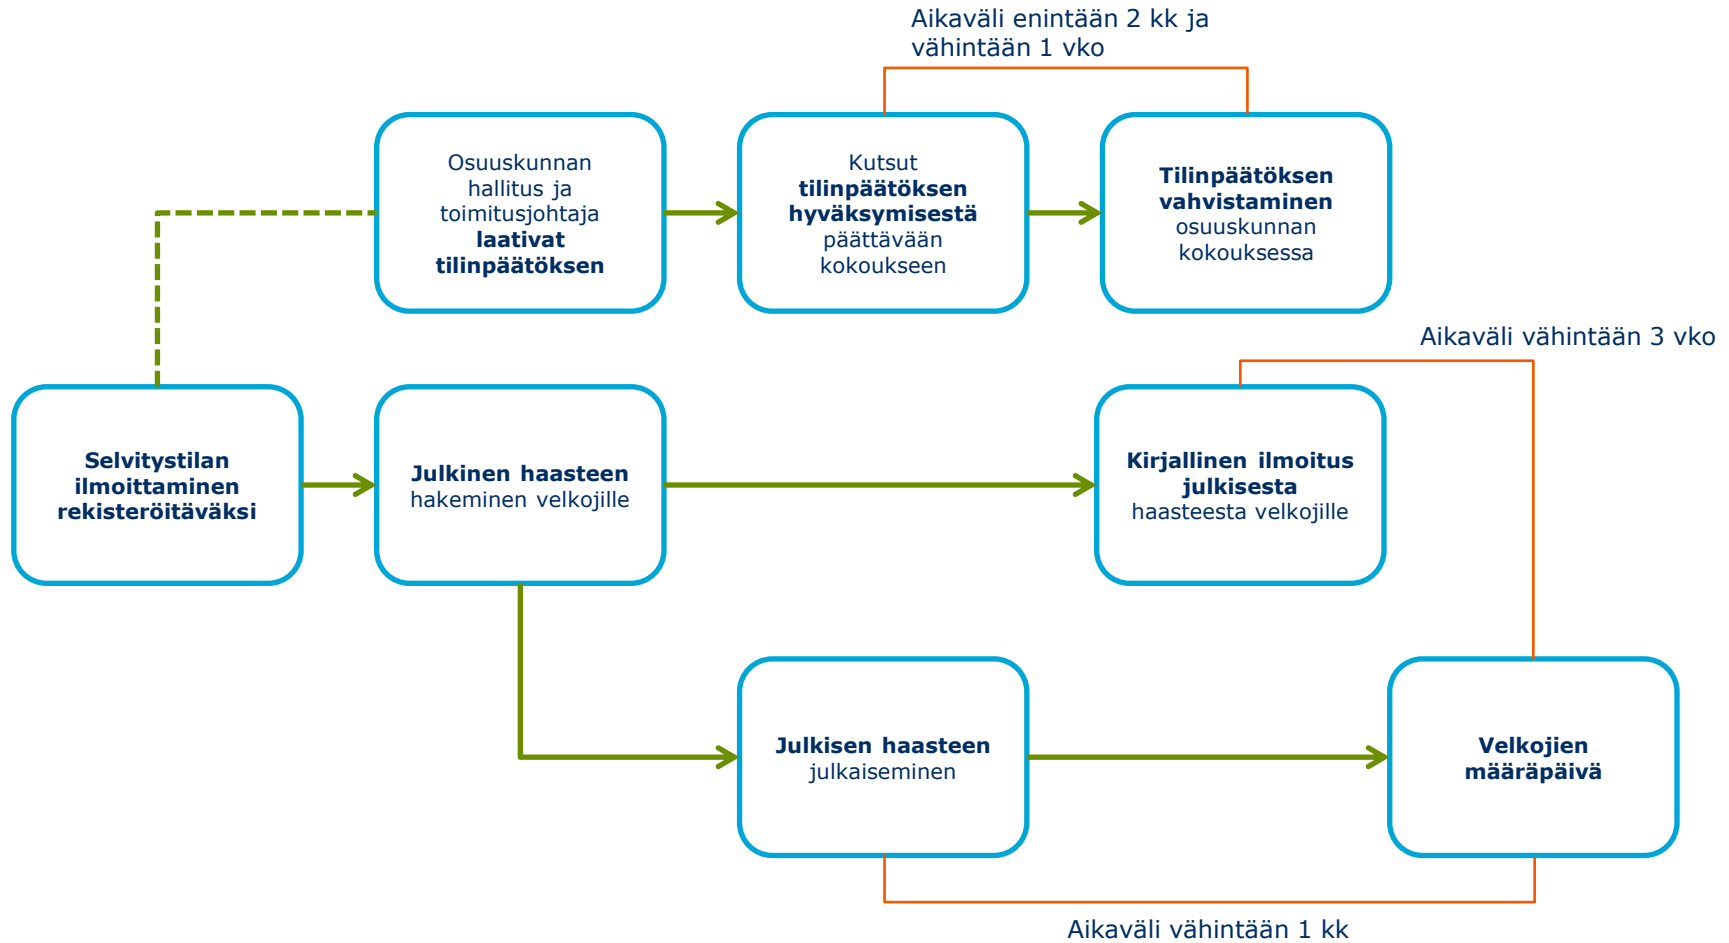 Aikaväli enintään 2 kk ja
vähintään 1 vko
Osuuskunnan
hallitus ja
toimitusjohtaja
laativat
tilinpäätöksen
Kutsut
tilinpäätöksen
hyväksymisestä
päättävään
kokoukseen
Tilinpäätöksen
vahvistaminen
osuuskunnan
kokouksessa
Aikaväli vähintään 3 vko
Selvitystilan
ilmoittaminen
rekisteröitäväksi
Julkinen haasteen
hakeminen velkojille
Kirjallinen ilmoitus
julkisesta
haasteesta velkojille
Julkisen haasteen
julkaiseminen
Velkojien
määräpäivä
Aikaväli vähintään 1 kk